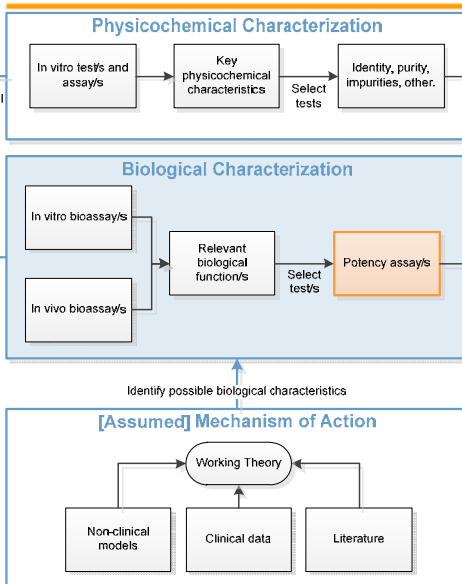 Physicochemical Characterization
In vitro test/s and
assay/s
Key
physicochemical
characteristics
Select
tests
Identity, purity,
impurities, other.
l
Biological Characterization
In vitro bioassay/s
In vivo bioassay/s
Relevant
biological
function/s
Select
test/s
Potency assay/s
Identify possible biological characteristics
[Assumed] Mechanism of Action
Working Theory
Non-clinical
models
Clinical data
Literature